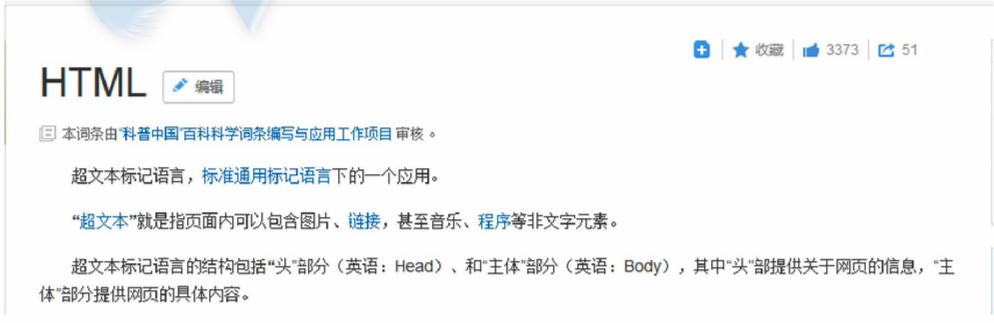 收藏 3373 51
HTML 编辑
本词条由“科普中国”百科科学词条编写与应用工作项目 审核 。
超文本标记语言，标准通用标记语言下的一个应用。
“超文本”就是指页面内可以包含图片、链接，甚至音乐、程序等非文字元素。
超文本标记语言的结构包括“头”部分（英语：Head）、和“主体”部分（英语：Body），其中“头”部提供关于网页的信息，“主
体”部分提供网页的具体内容。